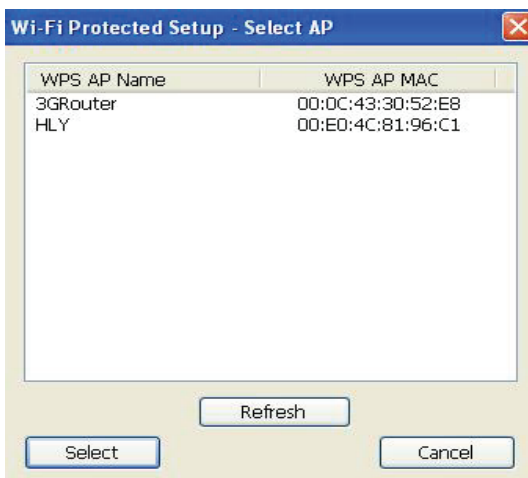 Wi-Fi Protected Setup - Select AP
WPS AP Name WPS AP MAC
3GRouter 00:0C:43:30:52:E8
HLY 00:E0:4C:81:96:C1
Refresh
Select Cancel